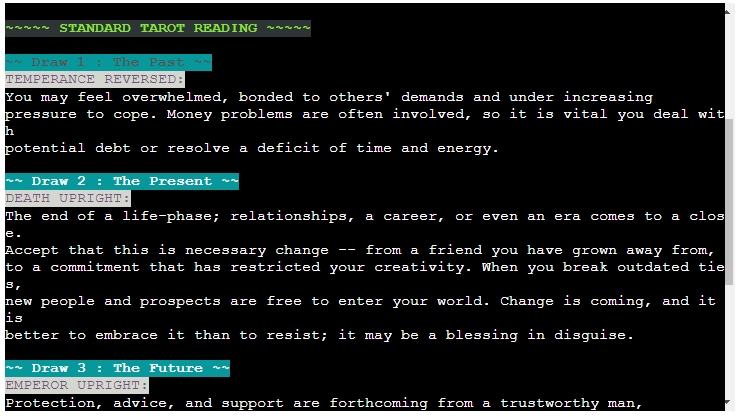 ~~~~~ STANDARD TAROT READING ~~~~~
~~ Draw 1 : The Past ~~
TEMPERANCE REVERSED:
You may feel overwhelmed, bonded to others' demands and under increasing
pressure to cope. Money problems are often involved, so it is vital you deal wit
h
potential debt or resolve a deficit of time and energy.
~~ Draw 2 : The Present ~~
DEATH UPRIGHT:
The end of a life-phase; relationships, a career, or even an era comes to a clos
e.
Accept that this is necessary change -- from a friend you have grown away from,
to a commitment that has restricted your creativity. When you break outdated tie
s,
new people and prospects are free to enter your world. Change is coming, and it
is
better to embrace it than to resist; it may be a blessing in disguise.
~~ Draw 3 : The Future ~~
EMPEROR UPRIGHT:
Protection, advice, and support are forthcoming from a trustworthy man,